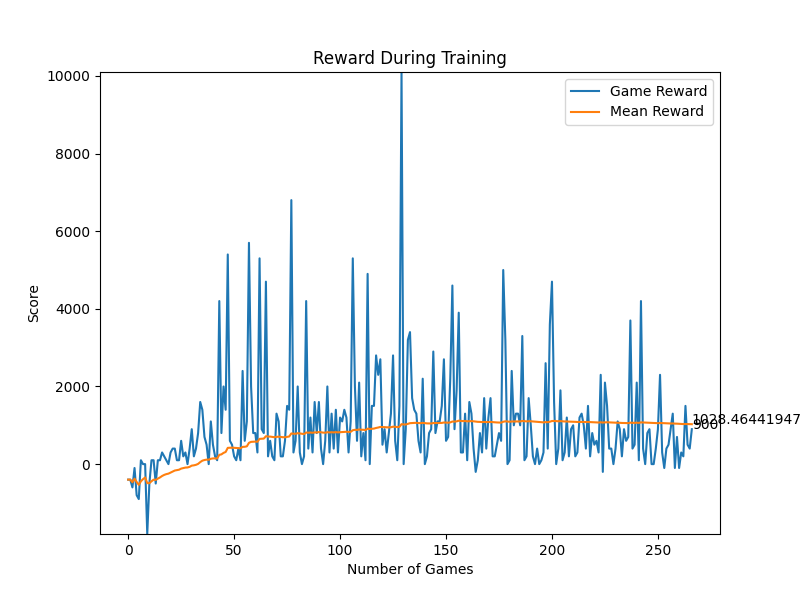 Reward During Training
10000
8000
6000
4000
2000
0
Score
Game Reward
Mean Reward
1028.46441947
900
0
50
100
150
200
250
Number of Games